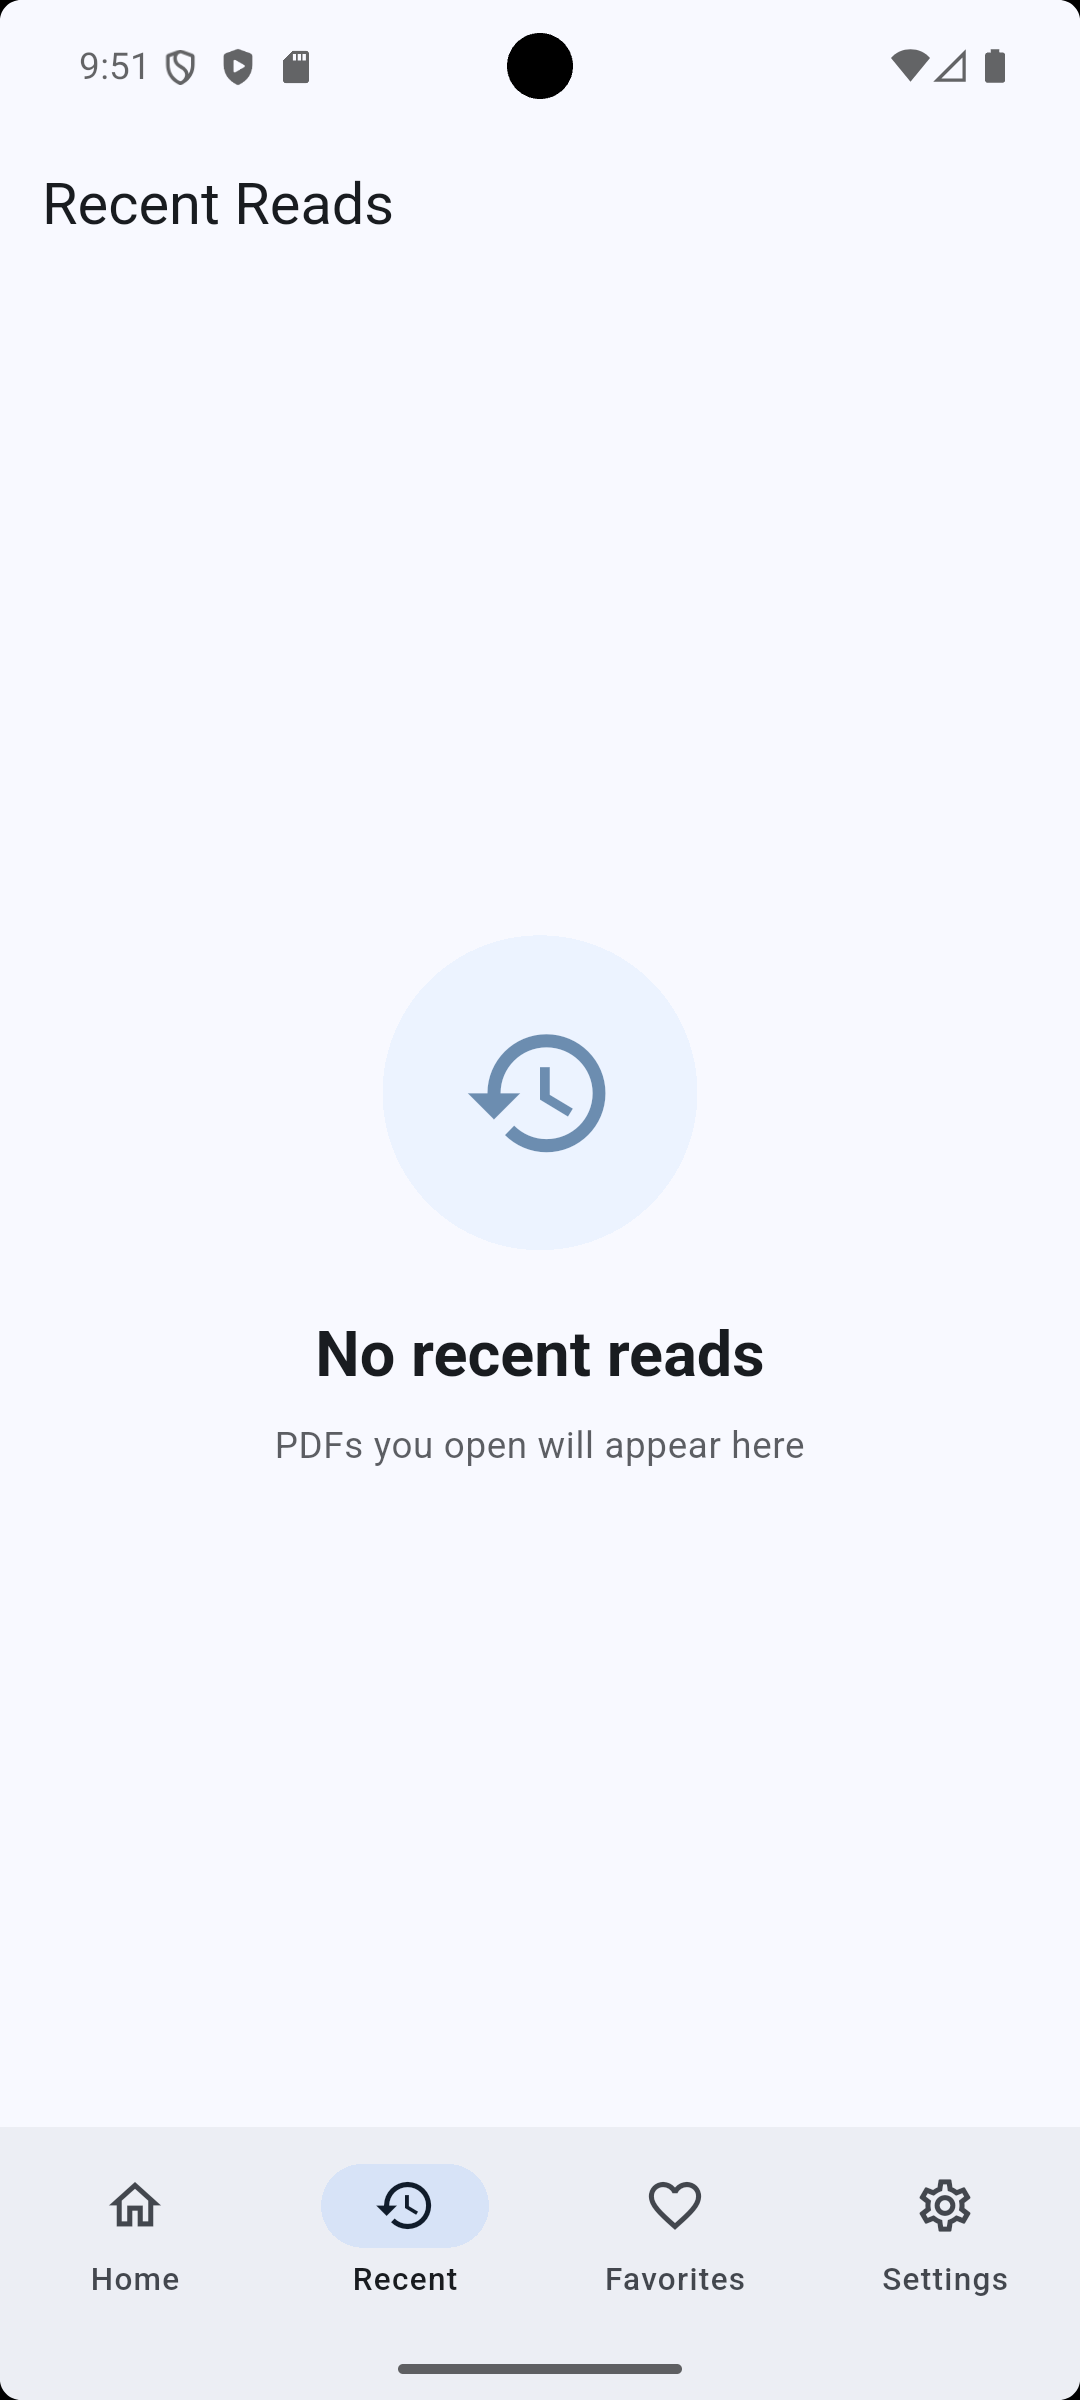 9:51
Recent Reads
No recent reads
PDFs you open will appear here
Home
Recent
Favorites
Settings